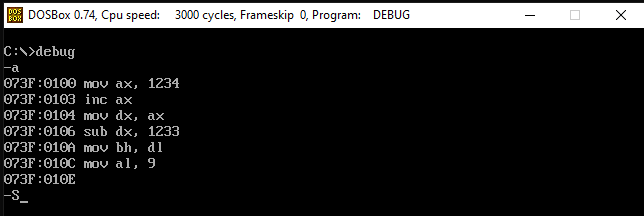 DOSBox 0.74, Cpu speed: 3000 cycles, Frameskip 0, Program: DEBUG
C:\>debug
-a
073F:0100 mov ax, 1234
073F:0103 inc ax
073F:0104 mov dx, ax
073F:0106 sub dx, 1233
073F:010A mov bh, dl
073F:010C mov al, 9
073F:010E
-S_